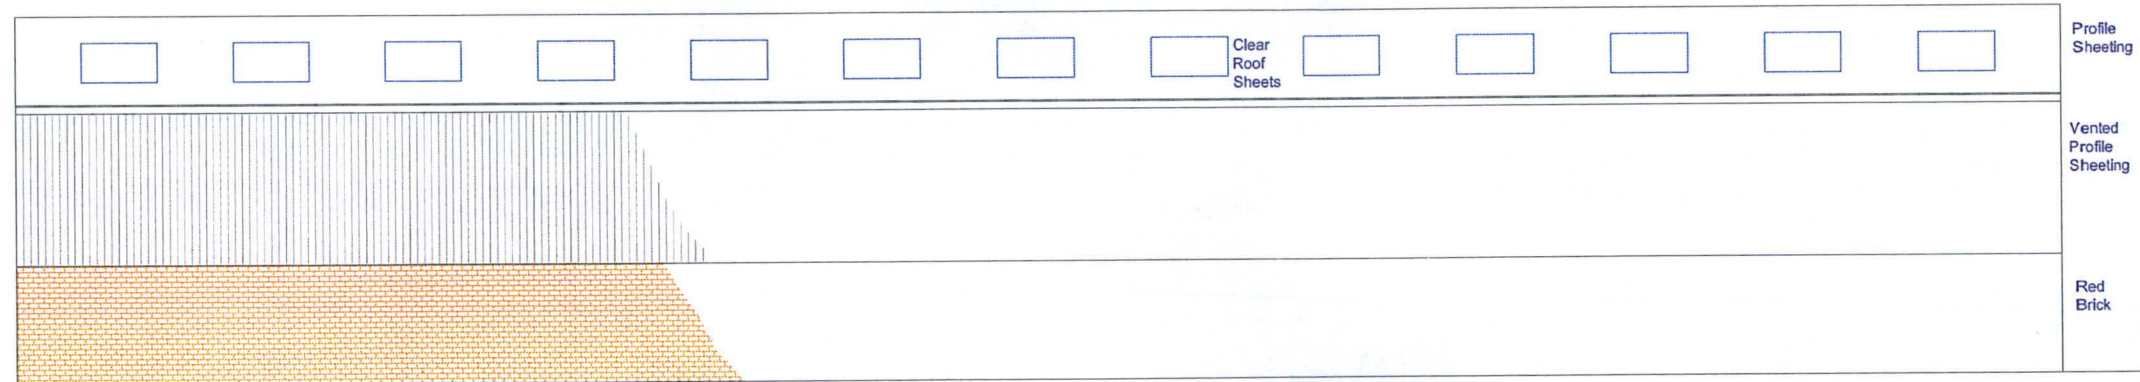 Profile
Sheeting
Clear
Roof
Sheets
Vented
Profile
Sheeting
Red
Brick